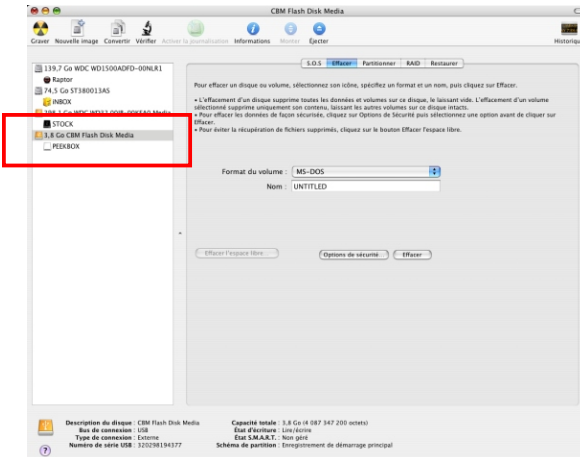 CBM Flash Disk Media
Graver Nouvelle image Convertir Vérifier Activer la journalisation Informations Monter Éjecter Historique
139,7 Go WDC WD1500ADFD-00NLR1
Raptor
74,5 Go ST380013AS
INBOX
298,1 Go WDC WD32 00JB-00KFA0 Media
STOCK
3,8 Go CBM Flash Disk Media
PEEKBOX
S.O.S Effacer Partitionner RAID Restaurer
Pour effacer un disque ou volume, sélectionnez son icône, spécifiez un format et un nom, puis cliquez sur Effacer.
• L'effacement d'un disque supprime toutes les données et volumes sur ce disque, le laissant vide. L'effacement d'un volume
sélectionné supprime uniquement son contenu, laissant les autres volumes sur ce disque intacts.
• Pour effacer les données de façon sécurisée, cliquez sur Options de Sécurité puis sélectionnez une option avant de cliquer sur
Effacer.
• Pour éviter la récupération de fichiers supprimés, cliquez sur le bouton Effacer l'espace libre.
Format du volume : MS-DOS
Nom : UNTITLED
Effacer l'espace libre... Options de sécurité... Effacer...
Description du disque : CBM Flash Disk Media
Bus de connexion : USB
Type de connexion : Externe
Numéro de série USB : 320298194377
Capacité totale : 3,8 Go (4 087 347 200 octets)
État d'écriture : Lire/écrire
État S.M.A.R.T. : Non géré
Schéma de partition : Enregistrement de démarrage principal